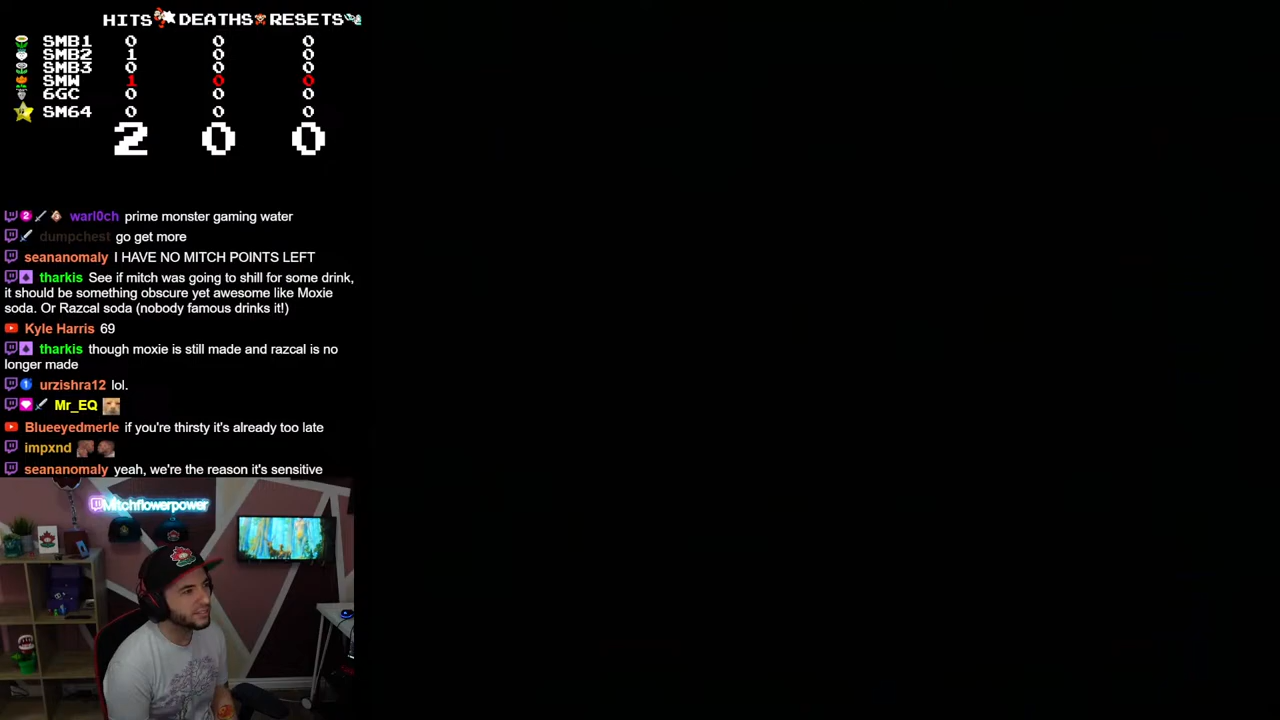 HITS DEATHS RESETS
SMB1 0 0 0
SMB2 1 0 0
SMB3 0 0 0
SMW 1 0 0
6GC 0 0 0
SM64 0 0 0
2 0 0
2 warl0ch prime monster gaming water
dumpchest go get more
seananomaly I HAVE NO MITCH POINTS LEFT
tharkis See if mitch was going to shill for some drink,
it should be something obscure yet awesome like Moxie
soda. Or Razcal soda (nobody famous drinks it!)
Kyle Harris 69
tharkis though moxie is still made and razcal is no
longer made
1 urzishra12 lol.
Mr_EQ
Blueeyedmerle if you're thirsty it's already too late
impxnd
seananomaly yeah, we're the reason it's sensitive
Mitchflowerpower